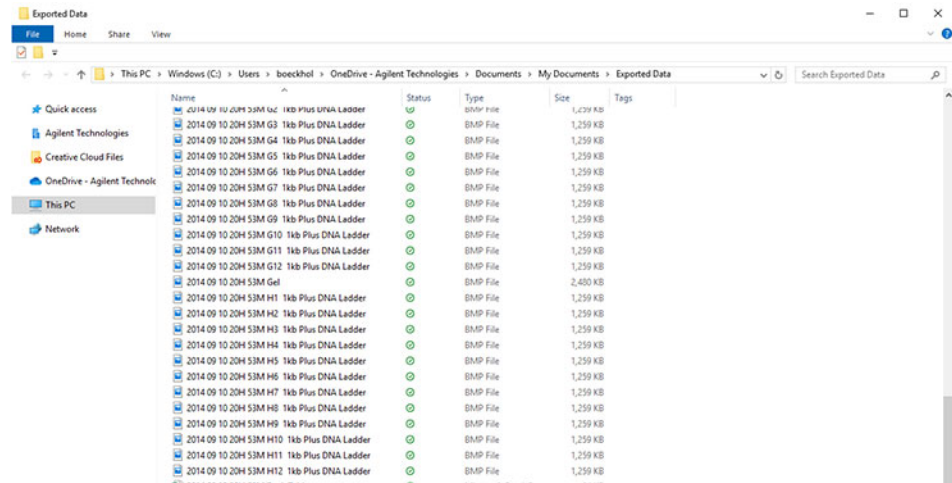 Exported Data
File Home Share View
This PC > Windows (C:) > Users > boeckhol > OneDrive - Agilent Technologies > Documents > My Documents > Exported Data
Search Exported Data
Quick access
Agilent Technologies
Creative Cloud Files
OneDrive - Agilent Technolo
This PC
Network
Name Status Type Size Tags
2014 09 10 20H 53M G2 1kb Plus DNA Ladder BMP File 1,259 KB
2014 09 10 20H 53M G3 1kb Plus DNA Ladder BMP File 1,259 KB
2014 09 10 20H 53M G4 1kb Plus DNA Ladder BMP File 1,259 KB
2014 09 10 20H 53M G5 1kb Plus DNA Ladder BMP File 1,259 KB
2014 09 10 20H 53M G6 1kb Plus DNA Ladder BMP File 1,259 KB
2014 09 10 20H 53M G7 1kb Plus DNA Ladder BMP File 1,259 KB
2014 09 10 20H 53M G8 1kb Plus DNA Ladder BMP File 1,259 KB
2014 09 10 20H 53M G9 1kb Plus DNA Ladder BMP File 1,259 KB
2014 09 10 20H 53M G10 1kb Plus DNA Ladder BMP File 1,259 KB
2014 09 10 20H 53M G11 1kb Plus DNA Ladder BMP File 1,259 KB
2014 09 10 20H 53M G12 1kb Plus DNA Ladder BMP File 1,259 KB
2014 09 10 20H 53M Gel BMP File 2,480 KB
2014 09 10 20H 53M H1 1kb Plus DNA Ladder BMP File 1,259 KB
2014 09 10 20H 53M H2 1kb Plus DNA Ladder BMP File 1,259 KB
2014 09 10 20H 53M H3 1kb Plus DNA Ladder BMP File 1,259 KB
2014 09 10 20H 53M H4 1kb Plus DNA Ladder BMP File 1,259 KB
2014 09 10 20H 53M H5 1kb Plus DNA Ladder BMP File 1,259 KB
2014 09 10 20H 53M H6 1kb Plus DNA Ladder BMP File 1,259 KB
2014 09 10 20H 53M H7 1kb Plus DNA Ladder BMP File 1,259 KB
2014 09 10 20H 53M H8 1kb Plus DNA Ladder BMP File 1,259 KB
2014 09 10 20H 53M H9 1kb Plus DNA Ladder BMP File 1,259 KB
2014 09 10 20H 53M H10 1kb Plus DNA Ladder BMP File 1,259 KB
2014 09 10 20H 53M H11 1kb Plus DNA Ladder BMP File 1,259 KB
2014 09 10 20H 53M H12 1kb Plus DNA Ladder BMP File 1,259 KB